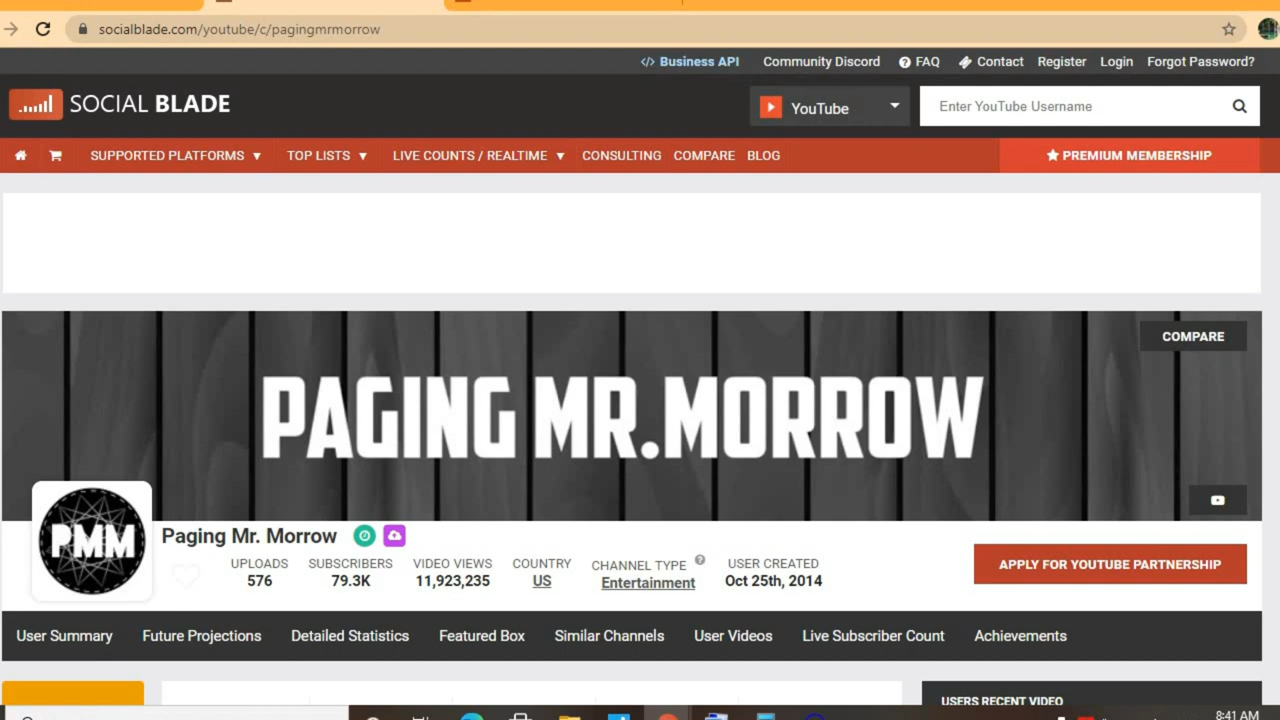 socialblade.com/youtube/c/pagingmrmorrow
</> Business API Community Discord FAQ Contact Register Login Forgot Password?
SOCIAL BLADE
YouTube
Enter YouTube Username
SUPPORTED PLATFORMS TOP LISTS LIVE COUNTS / REALTIME CONSULTING COMPARE BLOG PREMIUM MEMBERSHIP
COMPARE
PAGING MR.MORROW
PMM
Paging Mr. Morrow
UPLOADS SUBSCRIBERS VIDEO VIEWS COUNTRY CHANNEL TYPE USER CREATED
576 79.3K 11,923,235 US Entertainment Oct 25th, 2014
APPLY FOR YOUTUBE PARTNERSHIP
User Summary Future Projections Detailed Statistics Featured Box Similar Channels User Videos Live Subscriber Count Achievements
USERS RECENT VIDEO
8:41 AM